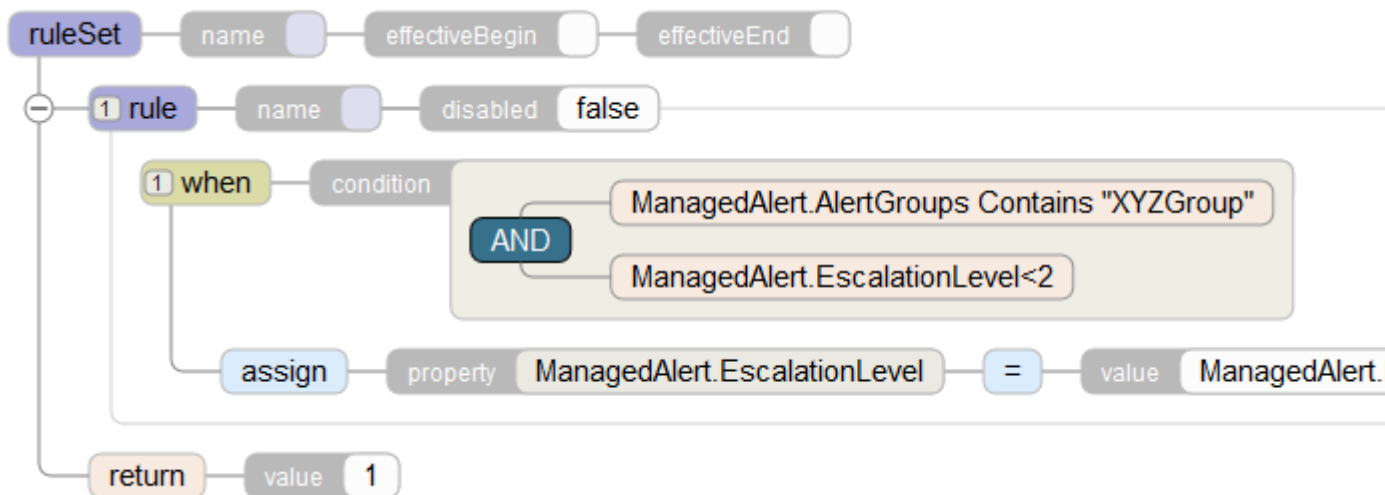 ruleSet name effectiveBegin effectiveEnd
1 rule name disabled false
1 when condition
ManagedAlert.AlertGroups Contains "XYZGroup"
AND
ManagedAlert.EscalationLevel<2
assign property ManagedAlert.EscalationLevel = value ManagedAlert.
return value 1